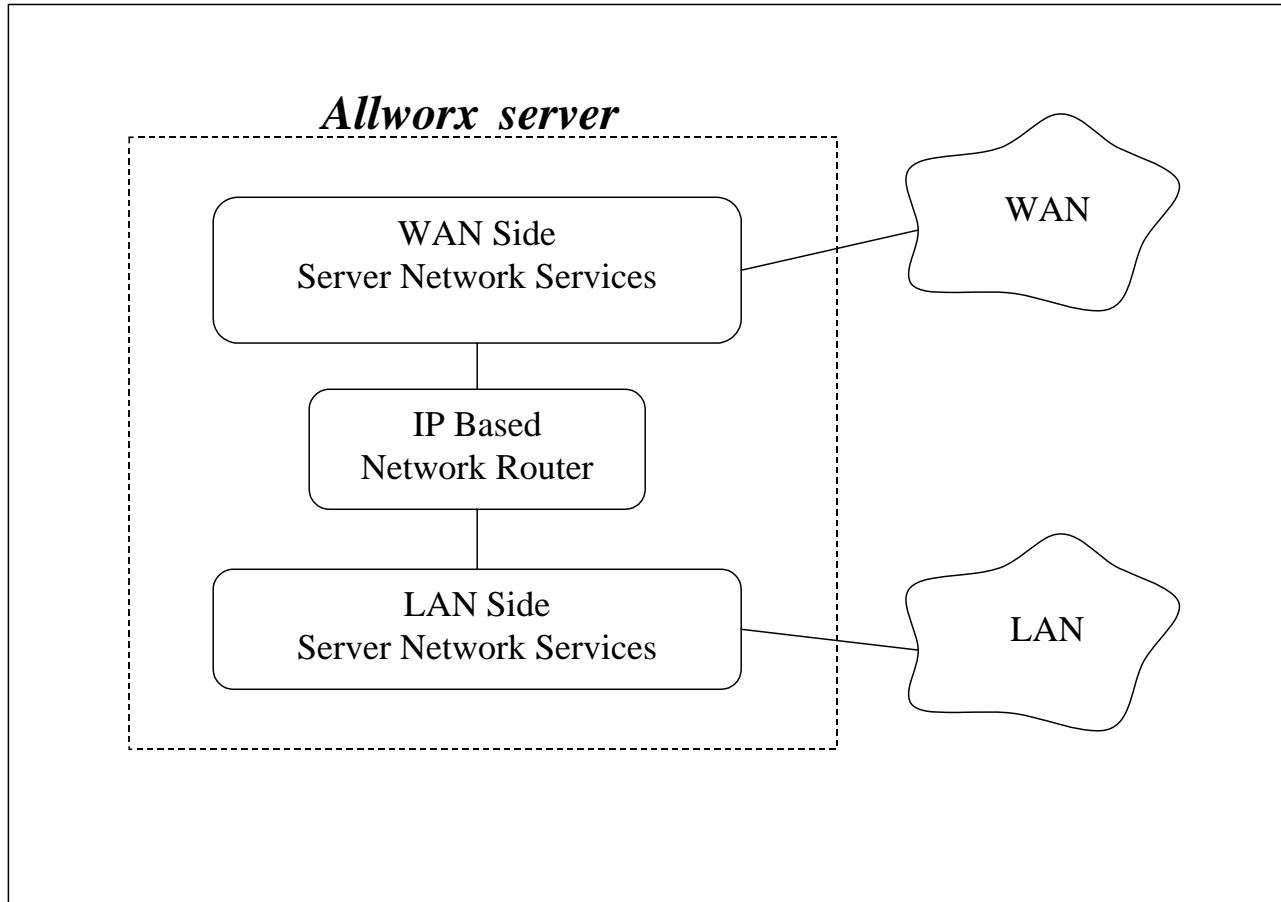 Allworx server
WAN Side
Server Network Services
WAN
IP Based
Network Router
LAN Side
Server Network Services
LAN